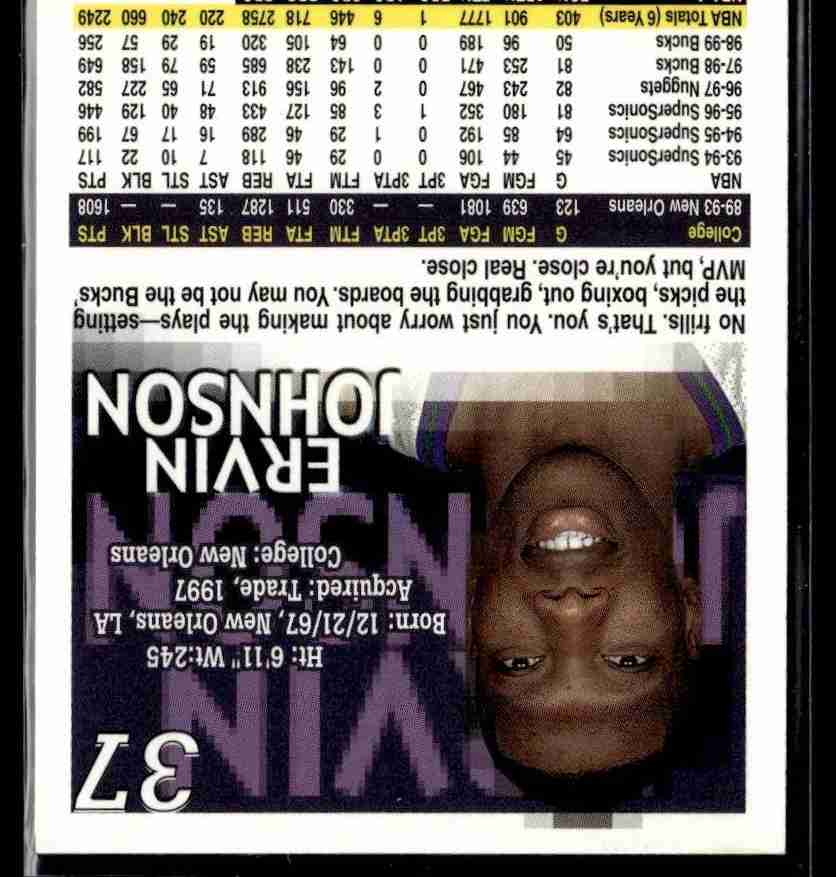 37
Ht: 6'11" Wt:245
Born: 12/21/67, New Orleans, LA
Acquired: Trade, 1997
College: New Orleans
ERVIN
JOHNSON
No frills. That's you. You just worry about making the plays—setting
the picks, boxing out, grabbing the boards. You may not be the Bucks'
MVP, but you're close. Real close.
College G FGM FGA 3PT 3PTA FTM FTA REB AST STL BLK PTS
89-93 New Orleans 123 639 1081 — — 330 511 1287 135 — — 1608
NBA G FGM FGA 3PT 3PTA FTM FTA REB AST STL BLK PTS
93-94 SuperSonics 45 44 106 0 0 29 46 118 7 10 22 117
94-95 SuperSonics 64 85 192 0 1 29 46 289 16 17 67 199
95-96 SuperSonics 81 180 352 1 3 85 127 433 48 40 129 446
96-97 Nuggets 82 243 467 0 2 96 156 913 71 65 227 582
97-98 Bucks 81 253 471 0 0 143 238 685 59 79 158 649
98-99 Bucks 50 96 189 0 0 64 105 320 19 29 57 256
NBA Totals (6 Years) 403 901 1777 1 6 446 718 2758 220 240 660 2249